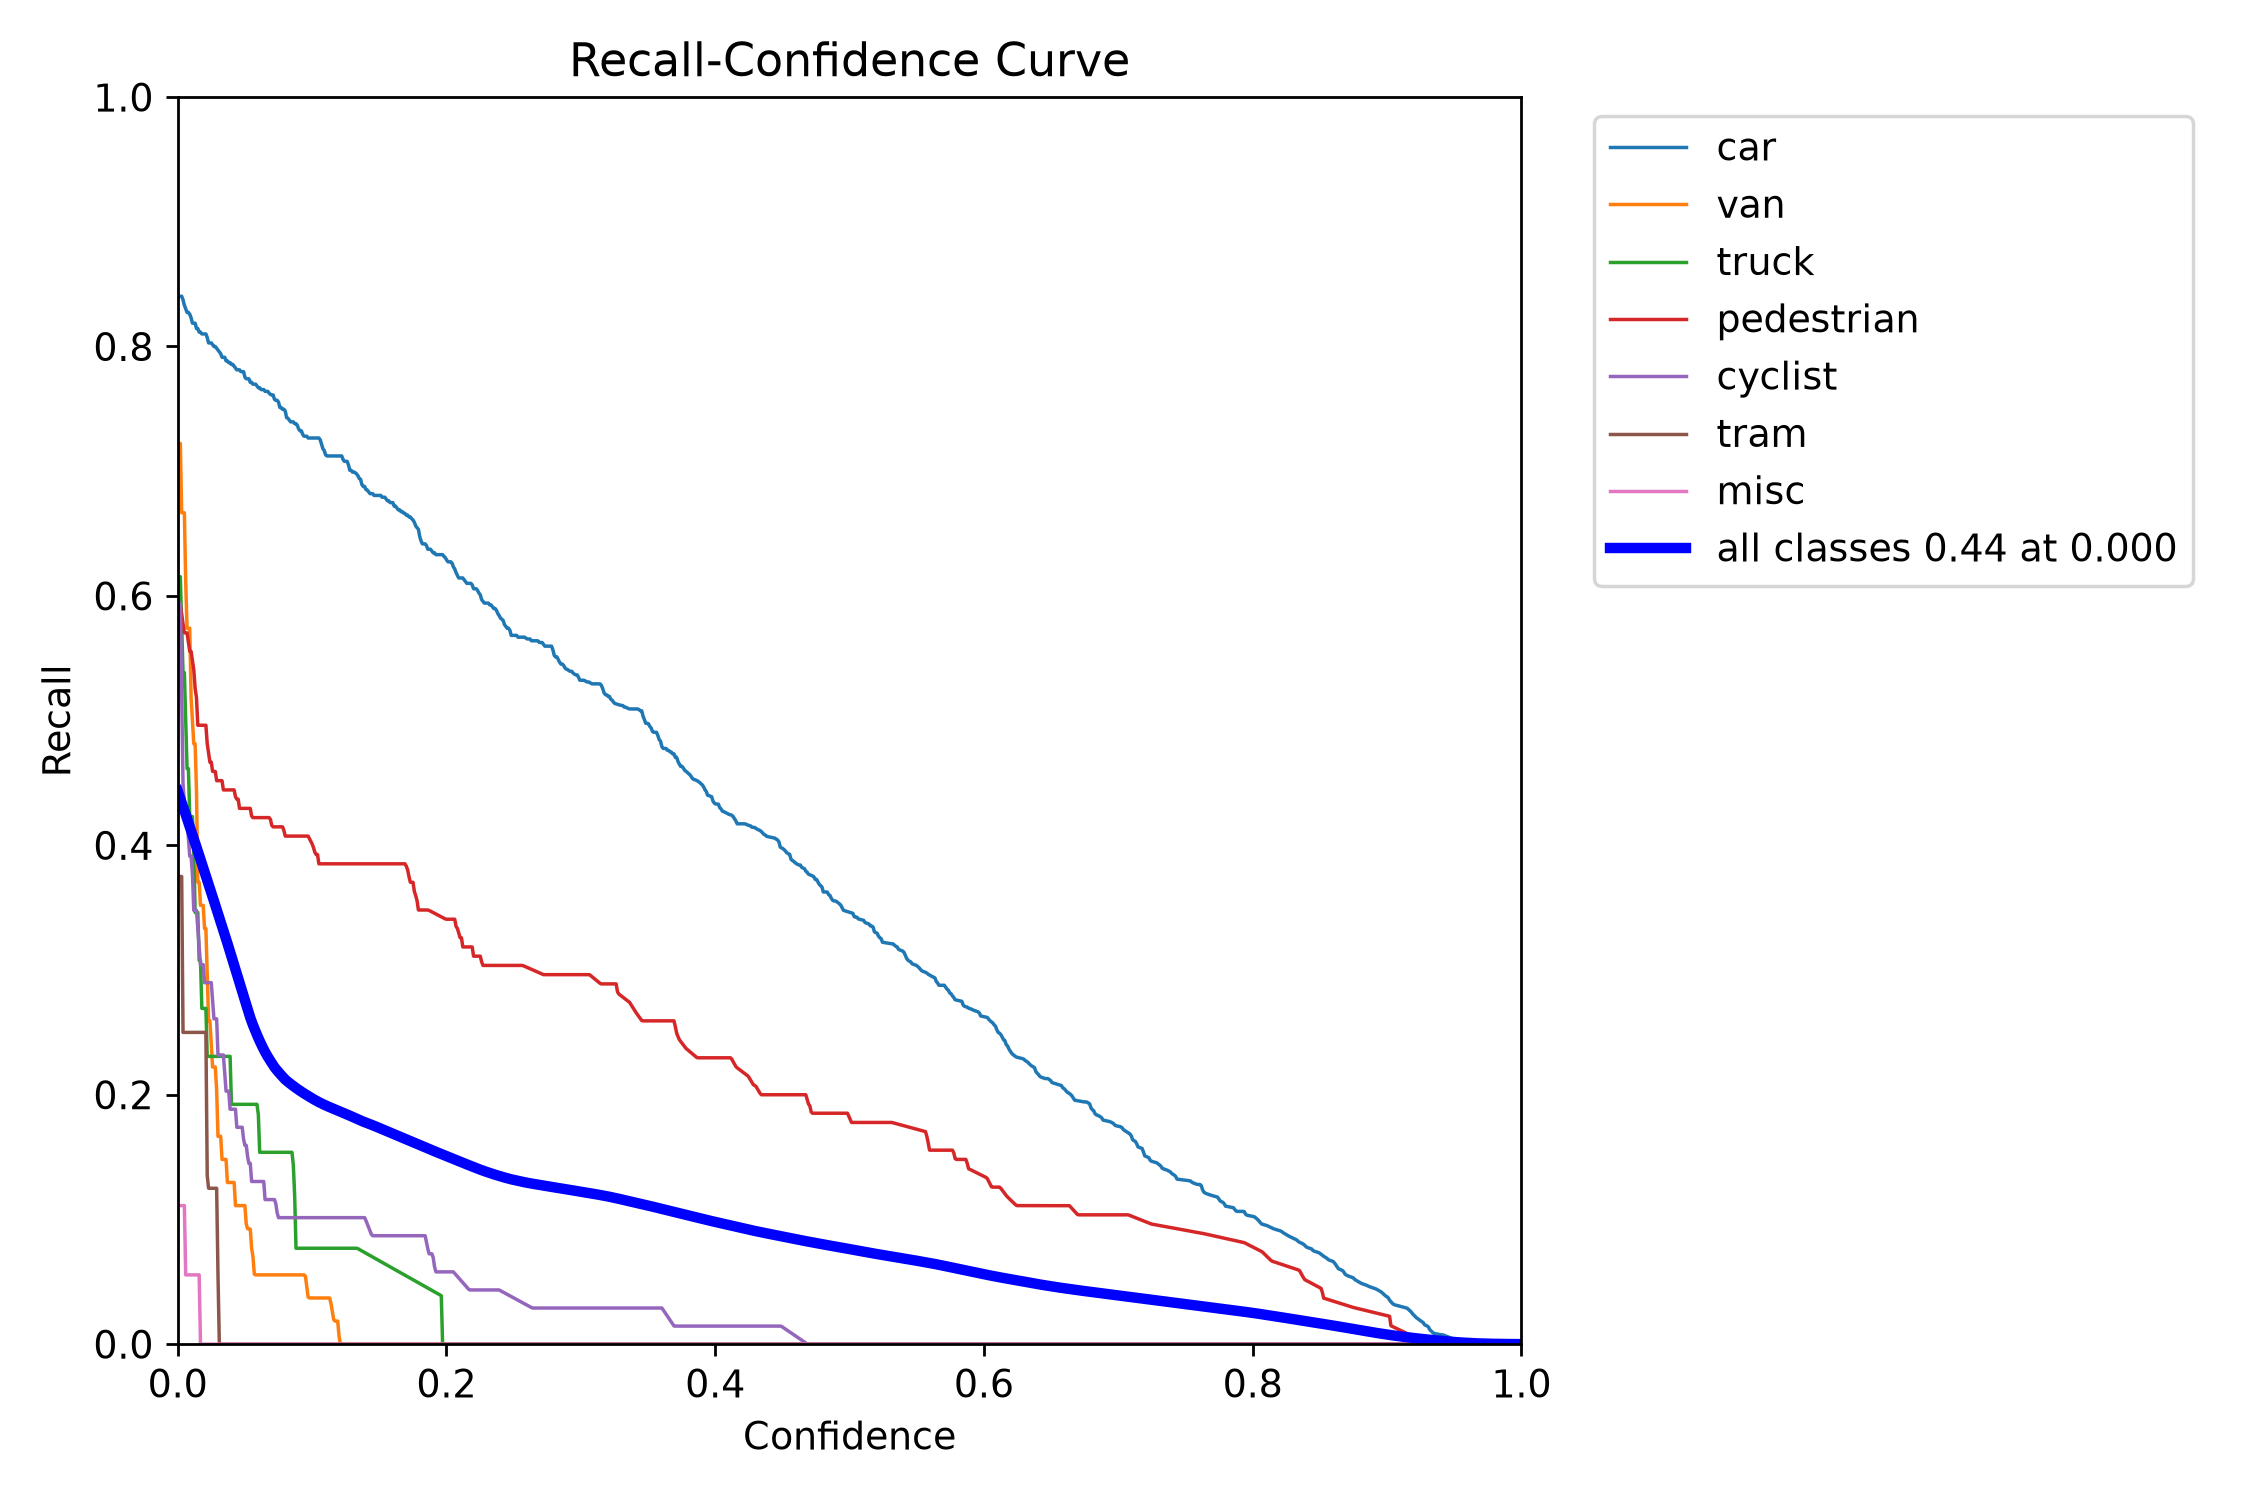 Recall-Confidence Curve
1.0
0.8
0.6
0.4
0.2
0.0
Recall
0.0 0.2 0.4 0.6 0.8 1.0
Confidence
car
van
truck
pedestrian
cyclist
tram
misc
all classes 0.44 at 0.000